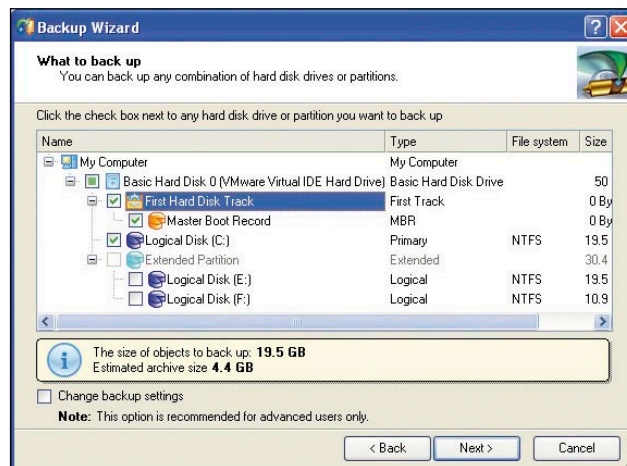 Backup Wizard
What to back up
You can back up any combination of hard disk drives or partitions.
Click the check box next to any hard disk drive or partition you want to back up
Name Type File system Size
My Computer My Computer
Basic Hard Disk 0 (VMware Virtual IDE Hard Drive) Basic Hard Disk Drive 50
First Hard Disk Track First Track 0 By
Master Boot Record MBR 0 By
Logical Disk (C:) Primary NTFS 19.5
Extended Partition Extended 30.4
Logical Disk (E:) Logical NTFS 19.5
Logical Disk (F:) Logical NTFS 10.9
The size of objects to back up: 19.5 GB
Estimated archive size 4.4 GB
Change backup settings
Note: This option is recommended for advanced users only.
< Back Next > Cancel